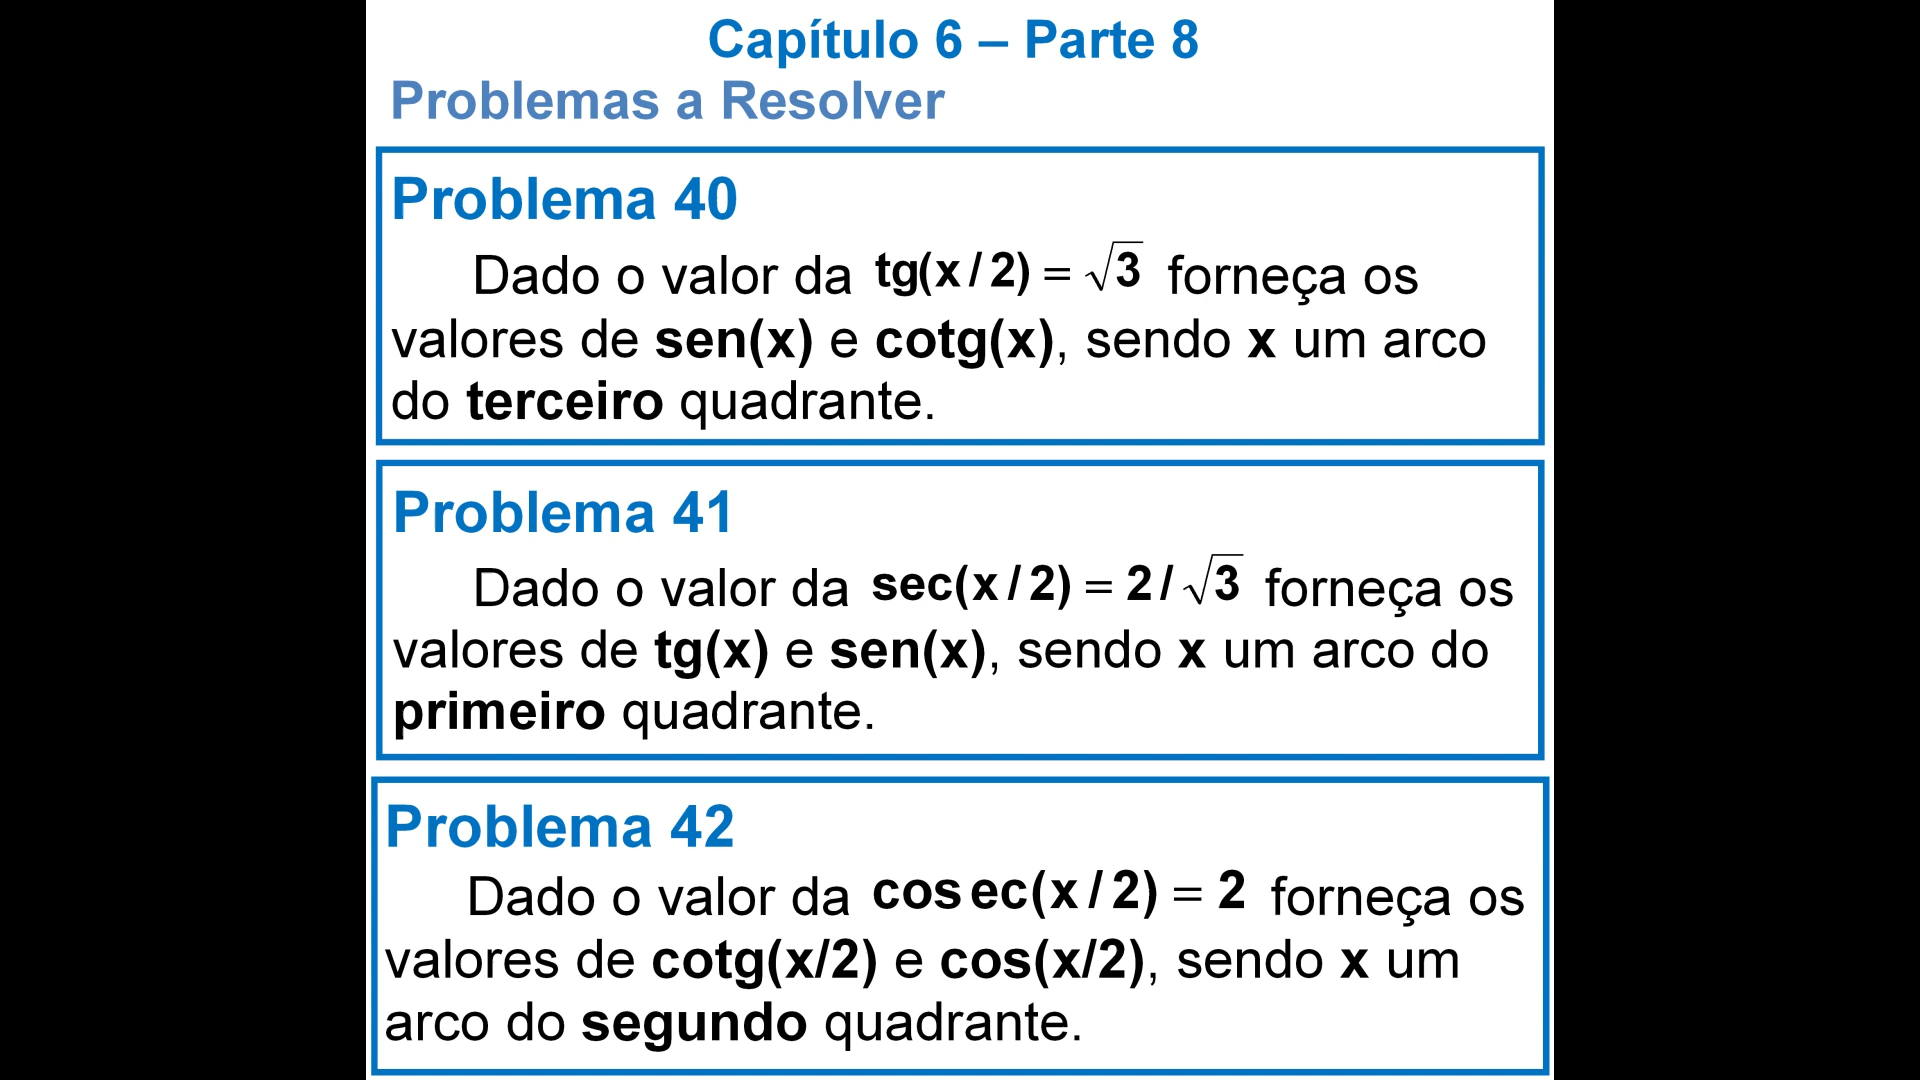 Capítulo 6 – Parte 8
Problemas a Resolver
Problema 40
Dado o valor da tg(x / 2) = √3 forneça os
valores de sen(x) e cotg(x), sendo x um arco
do terceiro quadrante.
Problema 41
Dado o valor da sec(x / 2) = 2 / √3 forneça os
valores de tg(x) e sen(x), sendo x um arco do
primeiro quadrante.
Problema 42
Dado o valor da cos ec(x / 2) = 2 forneça os
valores de cotg(x/2) e cos(x/2), sendo x um
arco do segundo quadrante.